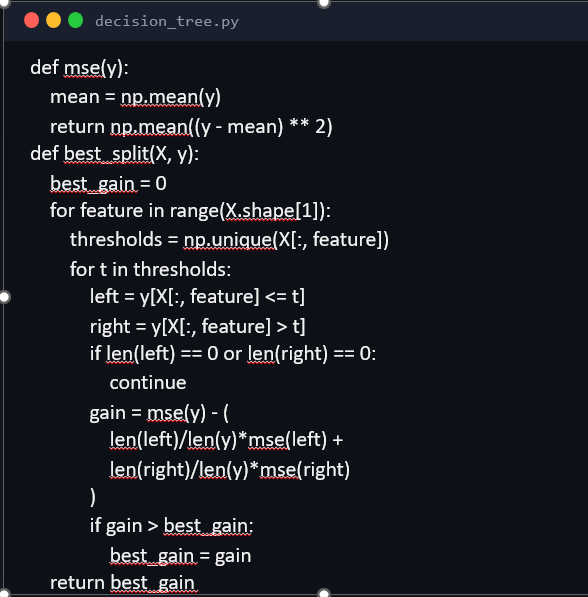 decision_tree.py
def mse(y):
    mean = np.mean(y)
    return np.mean((y - mean) ** 2)
def best_split(X, y):
    best_gain = 0
    for feature in range(X.shape[1]):
        thresholds = np.unique(X[:, feature])
        for t in thresholds:
            left = y[X[:, feature] <= t]
            right = y[X[:, feature] > t]
            if len(left) == 0 or len(right) == 0:
                continue
            gain = mse(y) - (
                len(left)/len(y)*mse(left) +
                len(right)/len(y)*mse(right)
            )
            if gain > best_gain:
                best_gain = gain
    return best_gain